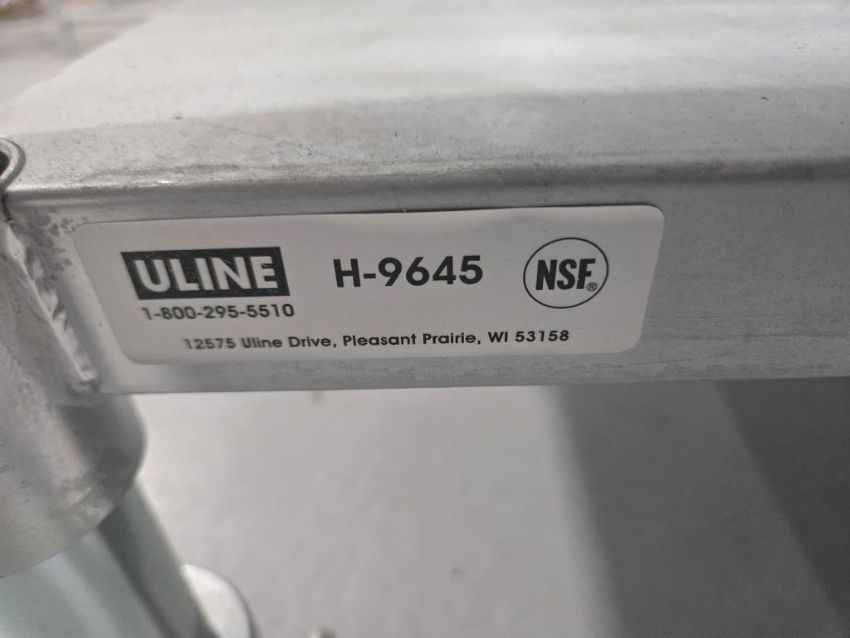 ULINE H-9645 NSF®
1-800-295-5510
12575 Uline Drive, Pleasant Prairie, WI 53158